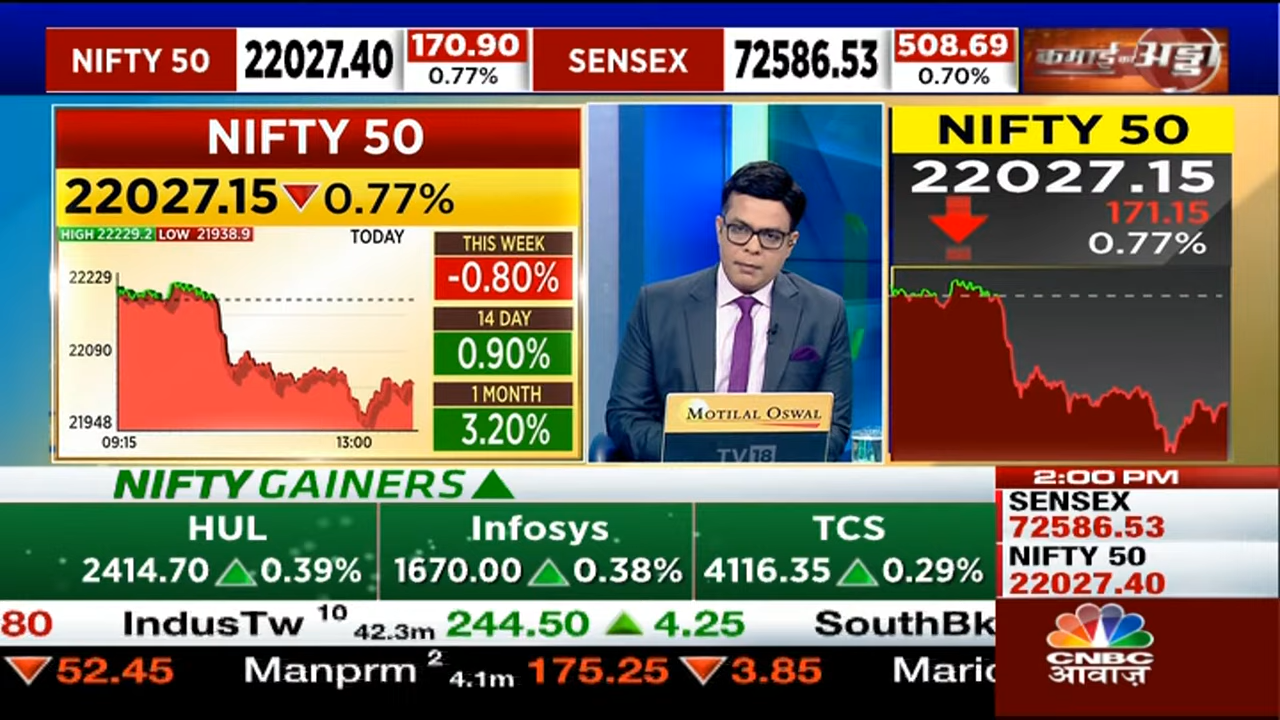 NIFTY 50 22027.40 170.90 0.77% SENSEX 72586.53 508.69 0.70% कमाई का अड्डा
NIFTY 50
22027.15 0.77%
HIGH 22229.2 LOW 21938.9 TODAY
22229
22090
21948
09:15 13:00
THIS WEEK
-0.80%
14 DAY
0.90%
1 MONTH
3.20%
MOTILAL OSWAL
TV18
NIFTY 50
22027.15
171.15
0.77%
NIFTY GAINERS
HUL
2414.70 0.39%
Infosys
1670.00 0.38%
TCS
4116.35 0.29%
2:00 PM
SENSEX
72586.53
NIFTY 50
22027.40
80 IndusTw 10 42.3m 244.50 4.25 SouthBk
52.45 Manprm 2 4.1m 175.25 3.85 Maric
CNBC
आवाज़